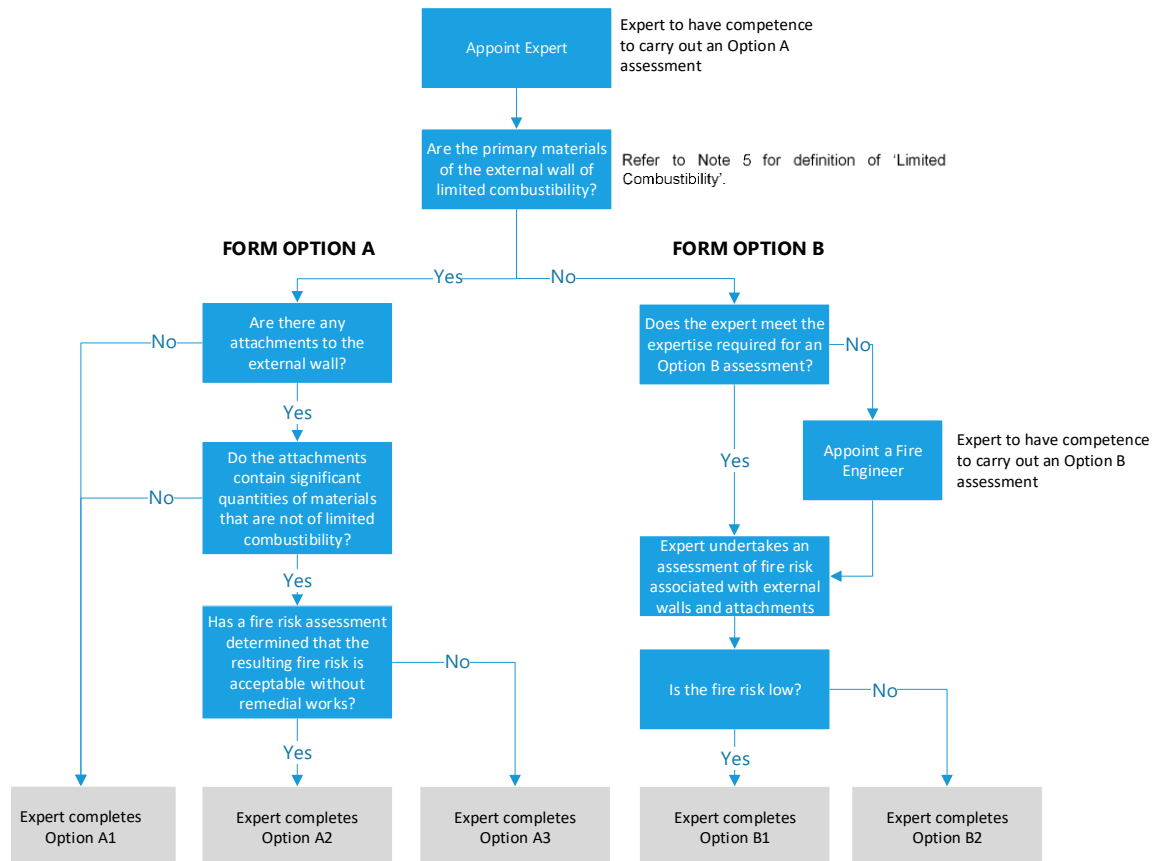 Appoint Expert
Expert to have competence
to carry out an Option A
assessment
Are the primary materials
of the external wall of
limited combustibility?
Refer to Note 5 for definition of ‘Limited
Combustibility’.
FORM OPTION A
FORM OPTION B
Yes
No
Are there any
attachments to the
external wall?
No
Does the expert meet the
expertise required for an
Option B assessment?
No
Yes
Do the attachments
contain significant
quantities of materials
that are not of limited
combustibility?
No
Yes
Appoint a Fire
Engineer
Expert to have competence
to carry out an Option B
assessment
Yes
Expert undertakes an
assessment of fire risk
associated with external
walls and attachments
Has a fire risk assessment
determined that the
resulting fire risk is
acceptable without
remedial works?
No
Is the fire risk low?
No
Yes
Yes
Expert completes
Option A1
Expert completes
Option A2
Expert completes
Option A3
Expert completes
Option B1
Expert completes
Option B2